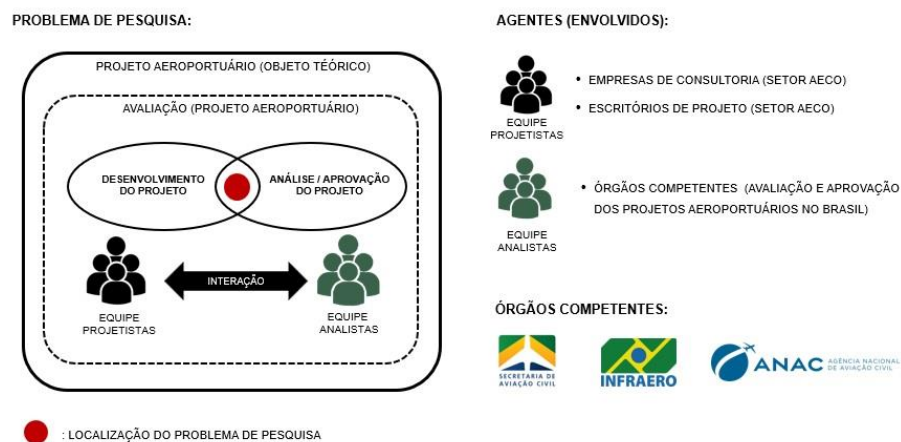 PROBLEMA DE PESQUISA:
PROJETO AEROPORTUÁRIO (OBJETO TÉÓRICO)
AVALIAÇÃO (PROJETO AEROPORTUÁRIO)
DESENVOLVIMENTO
DO PROJETO
ANÁLISE / APROVAÇÃO
DO PROJETO
INTERAÇÃO
EQUIPE
PROJETISTAS
EQUIPE
ANALISTAS
: LOCALIZAÇÃO DO PROBLEMA DE PESQUISA
AGENTES (ENVOLVIDOS):
EQUIPE
PROJETISTAS
• EMPRESAS DE CONSULTORIA (SETOR AECO)
• ESCRITÓRIOS DE PROJETO (SETOR AECO)
EQUIPE
ANALISTAS
• ÓRGÃOS COMPETENTES (AVALIAÇÃO E APROVAÇÃO
DOS PROJETOS AEROPORTUÁRIOS NO BRASIL)
ÓRGÃOS COMPETENTES:
SECRETARIA DE
AVIAÇÃO CIVIL
INFRAERO
ANAC
AGÊNCIA NACIONAL
DE AVIAÇÃO CIVIL